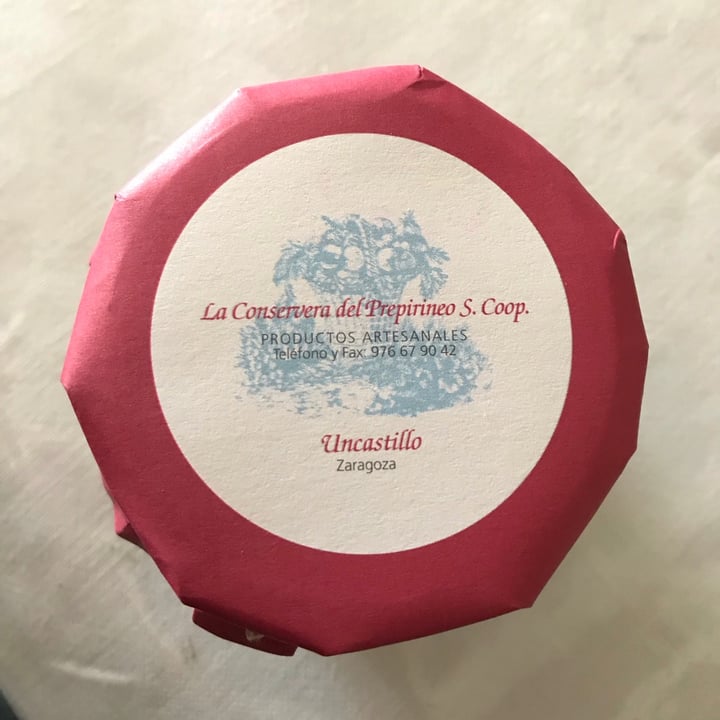 La Conservera del Prepirineo S. Coop.
PRODUCTOS ARTESANALES
Teléfono y Fax: 976 67 90 42
Uncastillo
Zaragoza